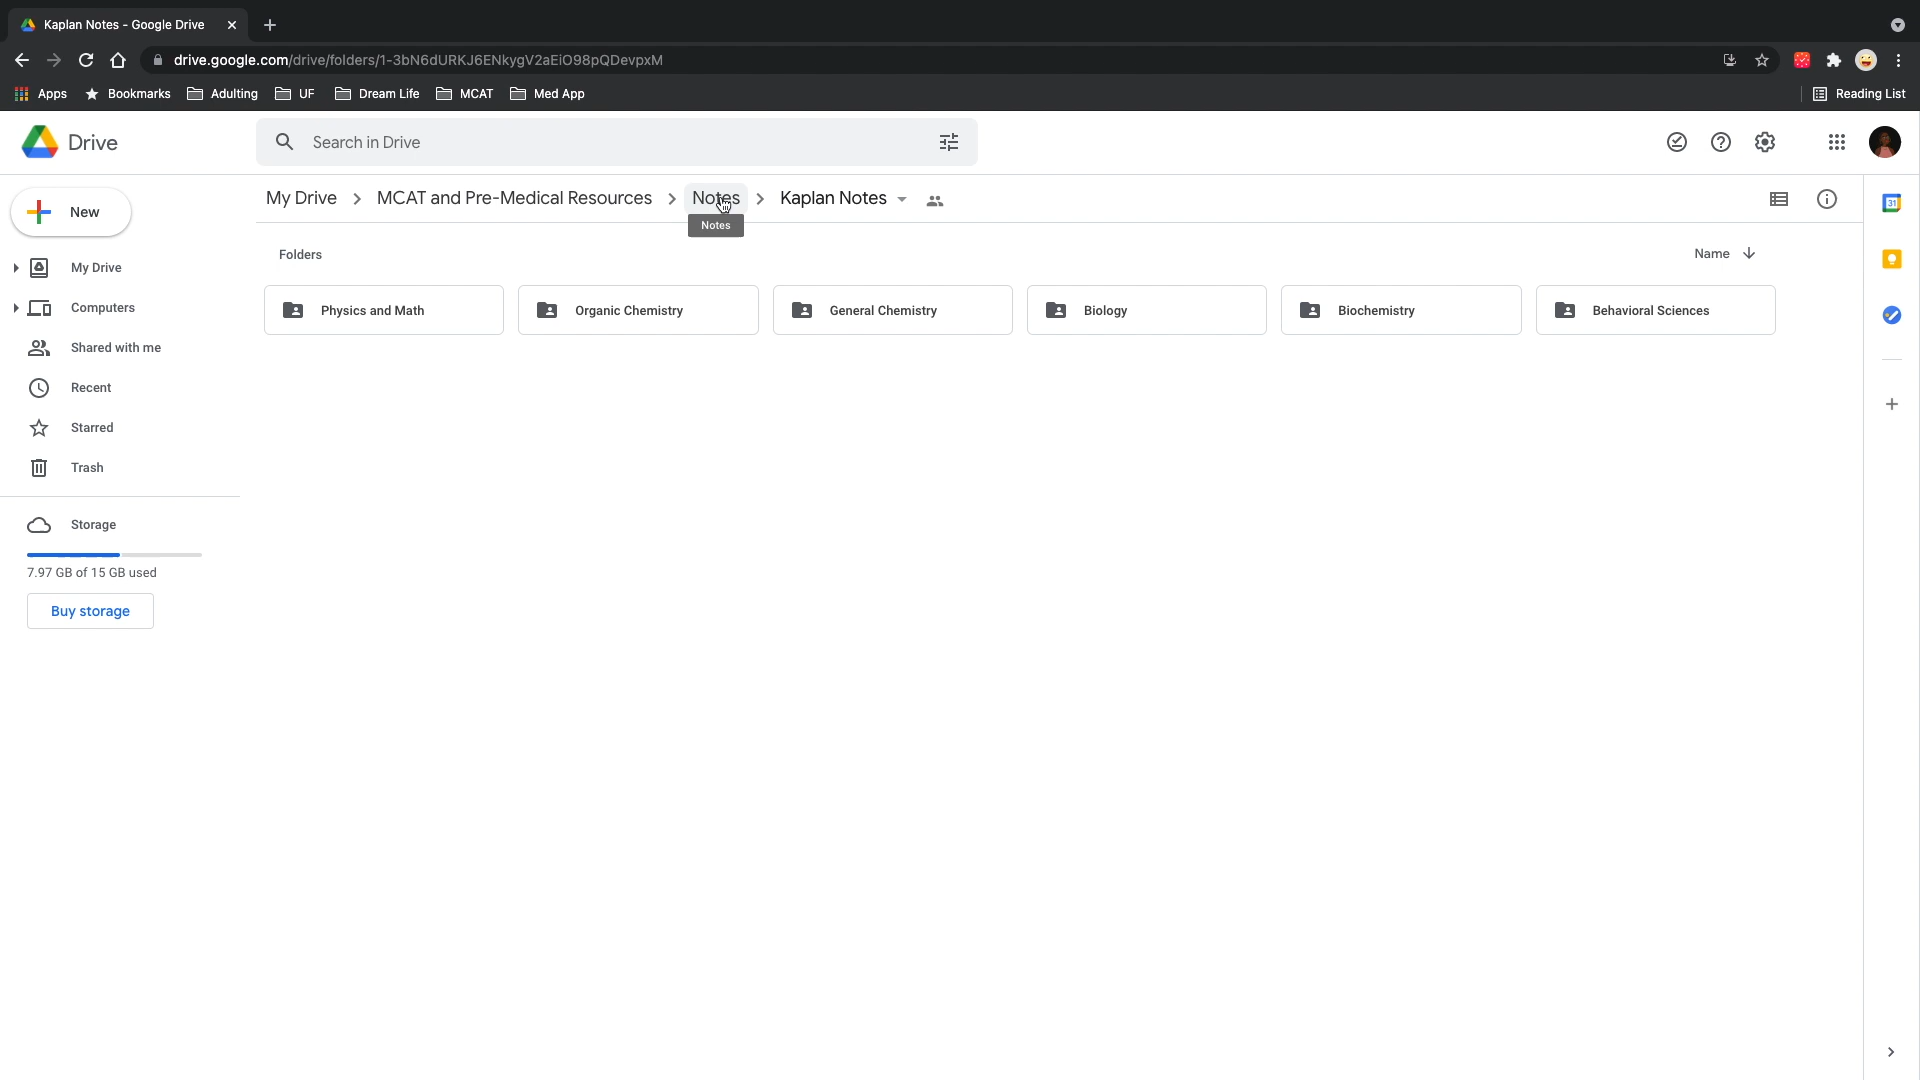 Kaplan Notes - Google Drive
drive.google.com/drive/folders/1-3bN6dURKJ6ENkygV2aEiO98pQDevpxM
Apps Bookmarks Adulting UF Dream Life MCAT Med App Reading List
Drive Search in Drive
New
My Drive > MCAT and Pre-Medical Resources > Notes > Kaplan Notes
Notes
31
Folders Name
My Drive
Computers
Shared with me
Recent
Starred
Trash
Storage
7.97 GB of 15 GB used
Buy storage
Physics and Math Organic Chemistry General Chemistry Biology Biochemistry Behavioral Sciences